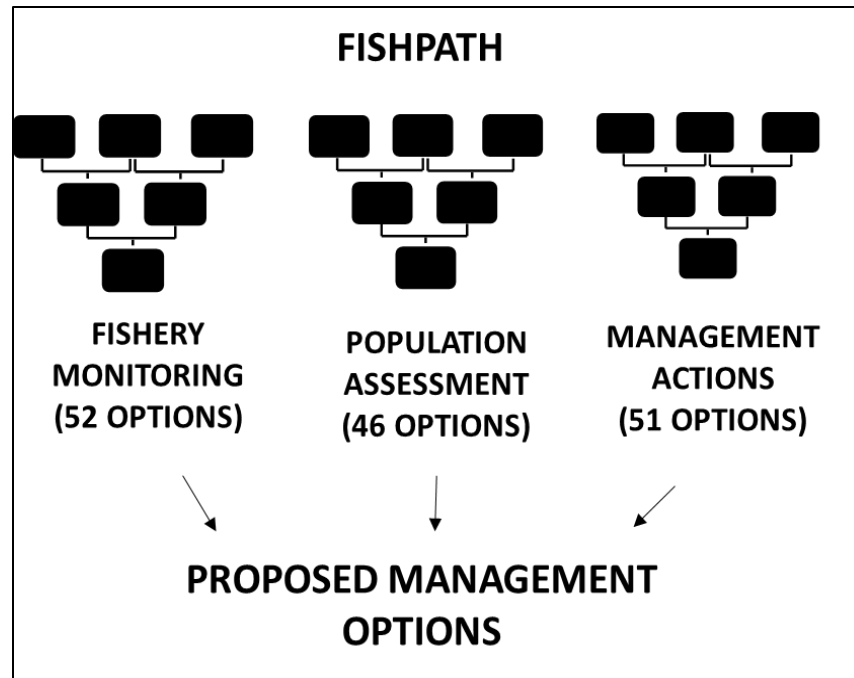 FISHPATH
FISHERY
MONITORING
(52 OPTIONS)
POPULATION
ASSESSMENT
(46 OPTIONS)
MANAGEMENT
ACTIONS
(51 OPTIONS)
PROPOSED MANAGEMENT
OPTIONS